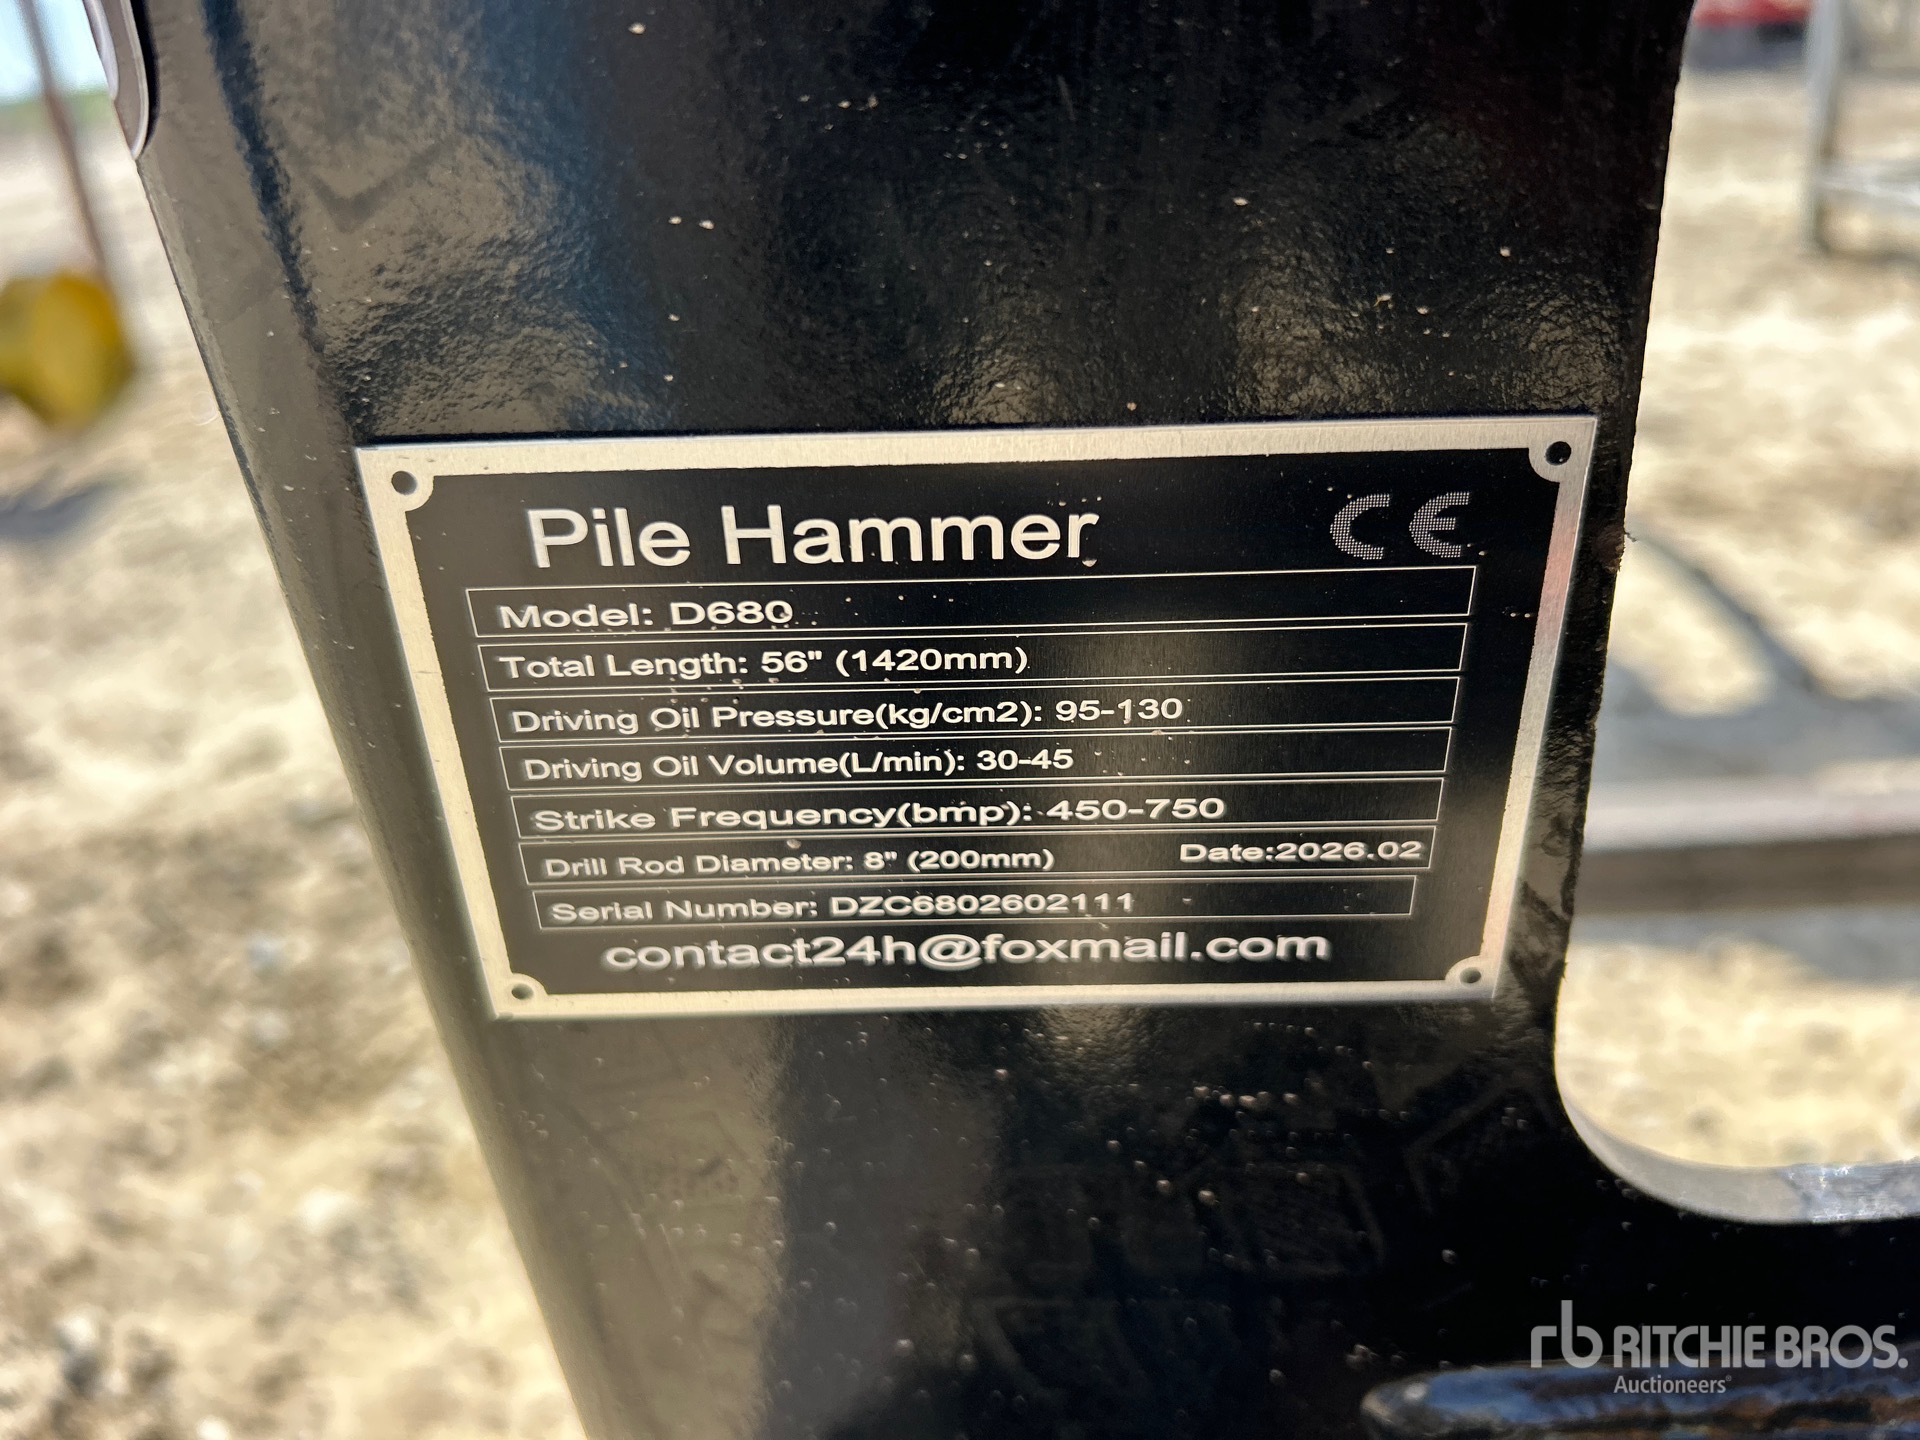 Pile Hammer CE
Model: D680
Total Length: 56" (1420mm)
Driving Oil Pressure(kg/cm2): 95-130
Driving Oil Volume(L/min): 30-45
Strike Frequency(bmp): 450-750
Drill Rod Diameter: 8" (200mm) Date:2026.02
Serial Number: DZC6802602111
contact24h@foxmail.com
rb RITCHIE BROS.
Auctioneers®